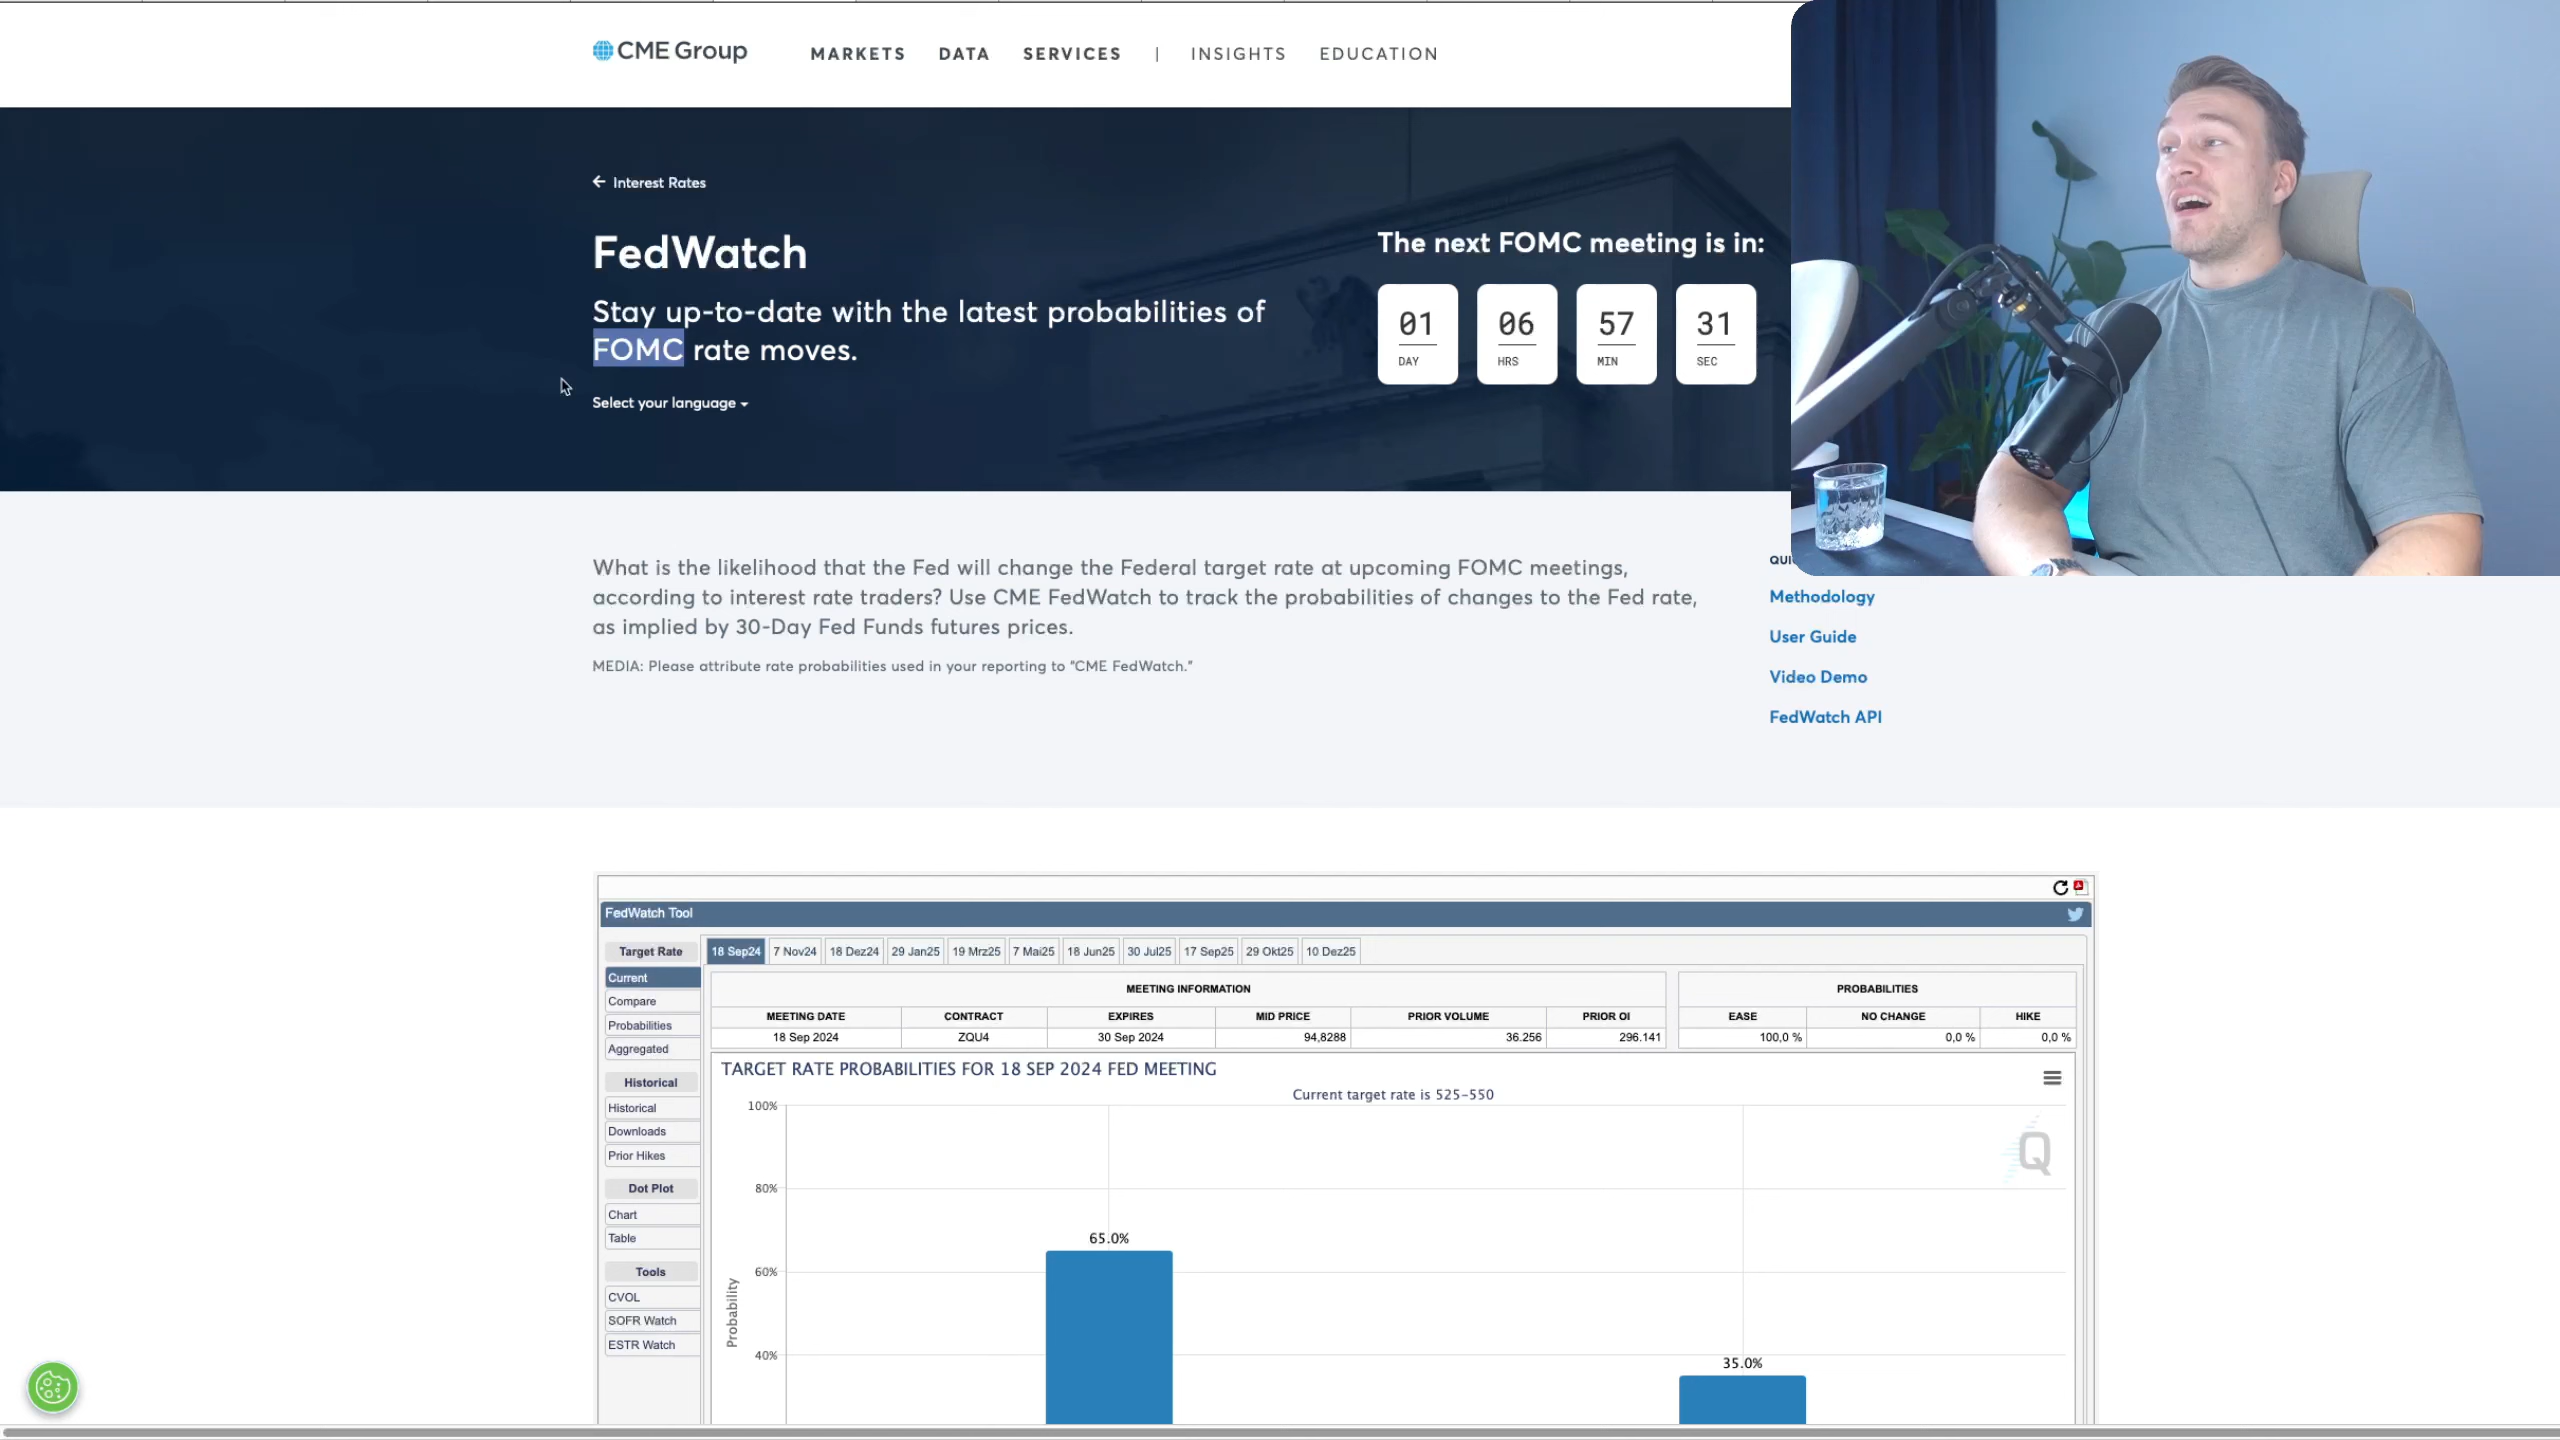 CME Group
MARKETS DATA SERVICES | INSIGHTS EDUCATION
Interest Rates
FedWatch
Stay up-to-date with the latest probabilities of
FOMC rate moves.
Select your language
The next FOMC meeting is in:
01 06 57 31
DAY HRS MIN SEC
What is the likelihood that the Fed will change the Federal target rate at upcoming FOMC meetings,
according to interest rate traders? Use CME FedWatch to track the probabilities of changes to the Fed rate,
as implied by 30-Day Fed Funds futures prices.
MEDIA: Please attribute rate probabilities used in your reporting to "CME FedWatch."
Methodology
User Guide
Video Demo
FedWatch API
FedWatch Tool
Target Rate
Current
Compare
Probabilities
Aggregated
Historical
Historical
Downloads
Prior Hikes
Dot Plot
Chart
Table
Tools
CVOL
SOFR Watch
ESTR Watch
18 Sep24 7 Nov24 18 Dez24 29 Jan25 19 Mrz25 7 Mai25 18 Jun25 30 Jul25 17 Sep25 29 Okt25 10 Dez25
MEETING INFORMATION
MEETING DATE CONTRACT EXPIRES MID PRICE PRIOR VOLUME PRIOR OI
18 Sep 2024 ZQU4 30 Sep 2024 94,8288 36.256 296.141
PROBABILITIES
EASE NO CHANGE HIKE
100,0 % 0,0 % 0,0 %
TARGET RATE PROBABILITIES FOR 18 SEP 2024 FED MEETING
Current target rate is 525-550
100%
80%
60%
40%
Probability
65.0%
35.0%
Q